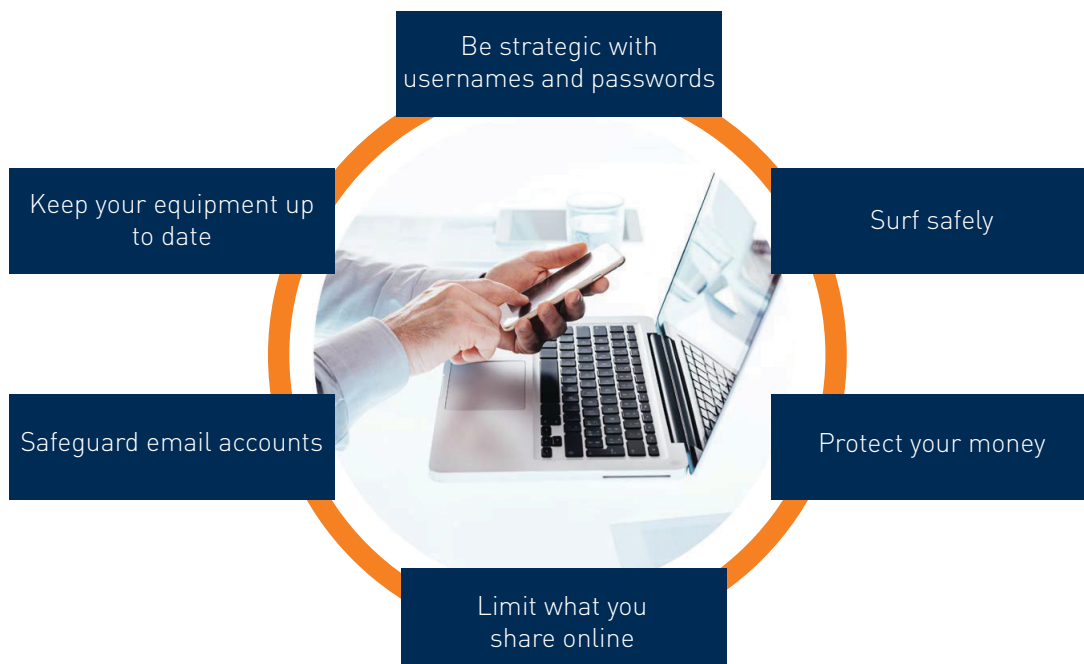 Be strategic with
usernames and passwords
Keep your equipment up
to date
Surf safely
Safeguard email accounts
Protect your money
Limit what you
share online